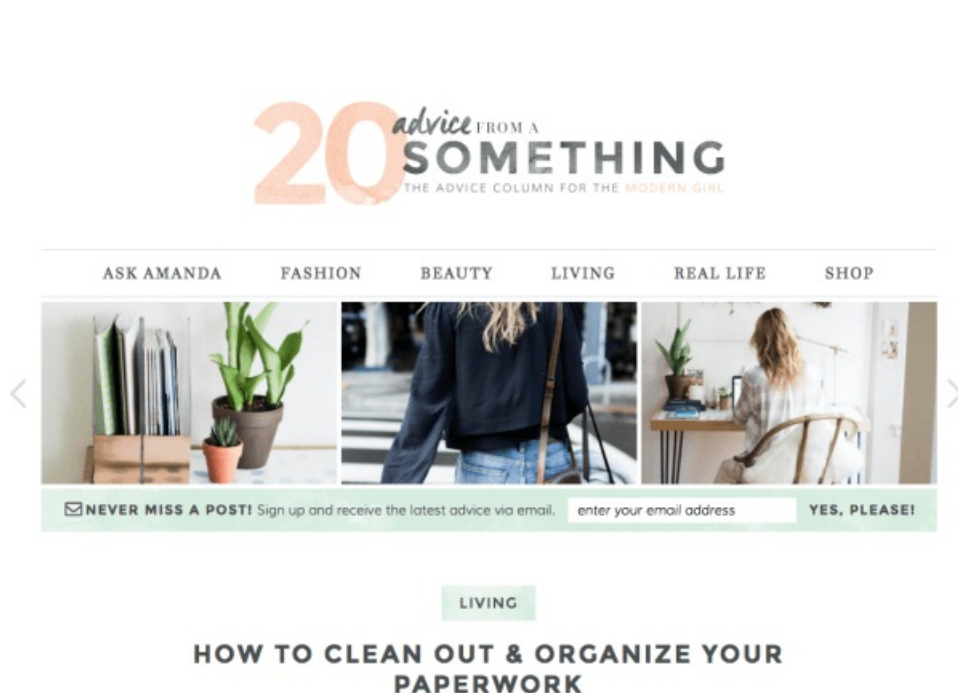 20 advice FROM A
SOMETHING
THE ADVICE COLUMN FOR THE MODERN GIRL
ASK AMANDA FASHION BEAUTY LIVING REAL LIFE SHOP
NEVER MISS A POST! Sign up and receive the latest advice via email. enter your email address YES, PLEASE!
LIVING
HOW TO CLEAN OUT & ORGANIZE YOUR
PAPERWORK